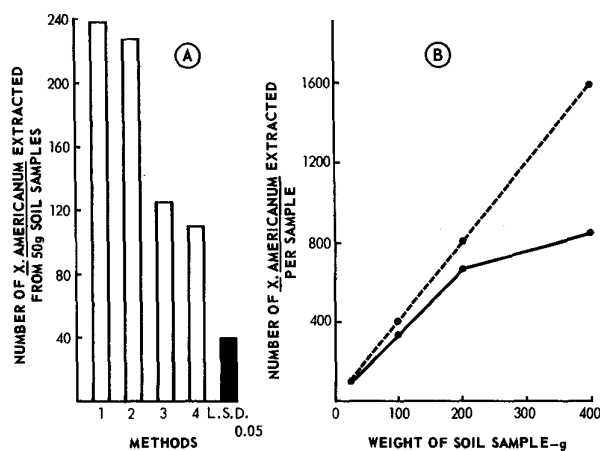 NUMBER OF X. AMERICANUM EXTRACTED
FROM 50g SOIL SAMPLES
240
200
160
120
80
40
A
1 2 3 4 L.S.D.
0.05
METHODS
NUMBER OF X. AMERICANUM EXTRACTED
PER SAMPLE
1600
1200
800
400
B
0 100 200 300 400
WEIGHT OF SOIL SAMPLE-g